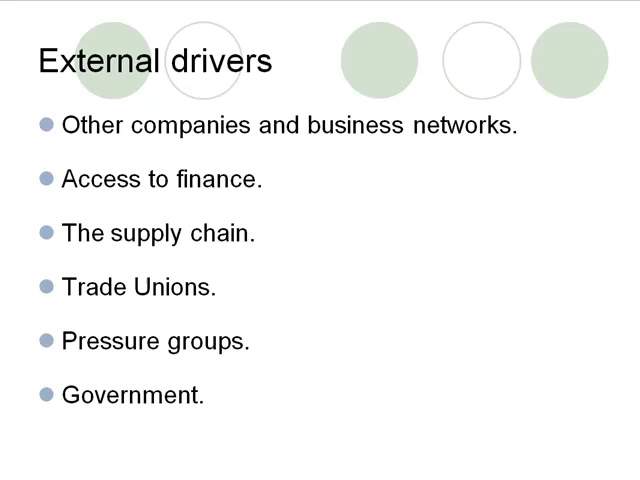 External drivers
Other companies and business networks.
Access to finance.
The supply chain.
Trade Unions.
Pressure groups.
Government.